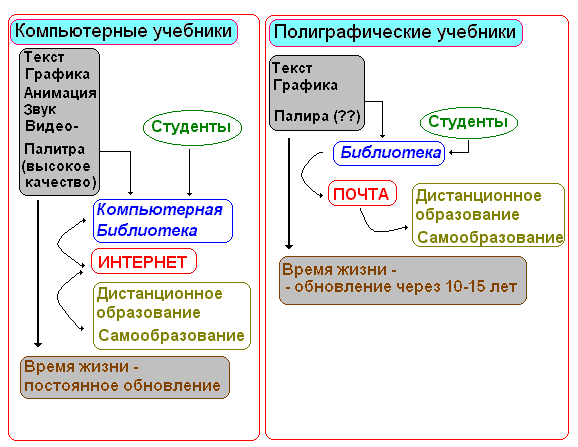 Компьютерные учебники
Текст
Графика
Анимация
Звук
Видео-
Палитра
(высокое
качество)
Студенты
Компьютерная
Библиотека
ИНТЕРНЕТ
Дистанционное
образование
Самообразование
Время жизни -
постоянное обновление
Полиграфические учебники
Текст
Графика
Палира (??)
Студенты
Библиотека
ПОЧТА
Дистанционное
образование
Самообразование
Время жизни -
- обновление через 10-15 лет